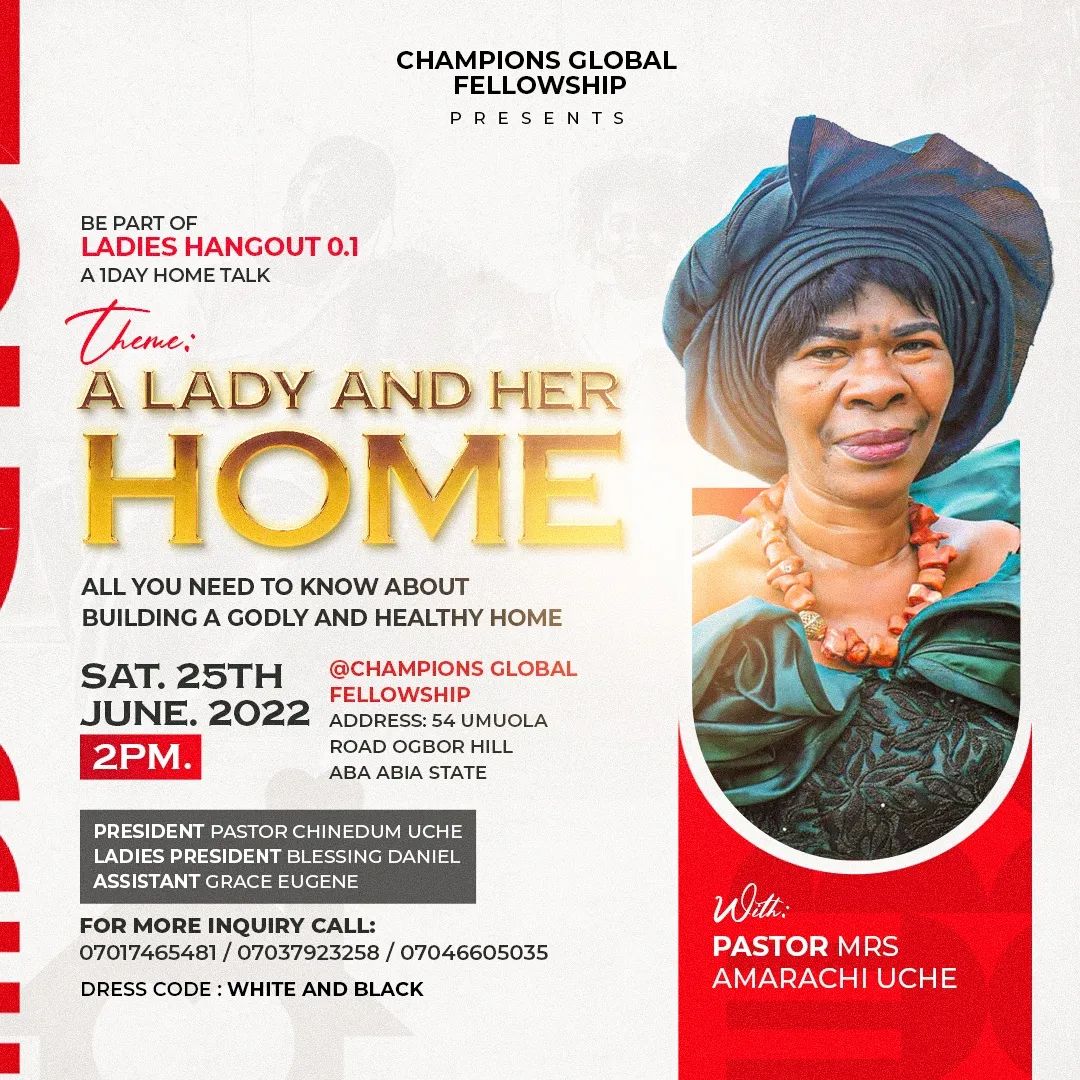 CHAMPIONS GLOBAL
FELLOWSHIP
PRESENTS
BE PART OF
LADIES HANGOUT 0.1
A 1DAY HOME TALK
Theme:
A LADY AND HER
HOME
ALL YOU NEED TO KNOW ABOUT
BUILDING A GODLY AND HEALTHY HOME
SAT. 25TH
JUNE. 2022
2PM.
@CHAMPIONS GLOBAL
FELLOWSHIP
ADDRESS: 54 UMUOLA
ROAD OGBOR HILL
ABA ABIA STATE
PRESIDENT PASTOR CHINEDUM UCHE
LADIES PRESIDENT BLESSING DANIEL
ASSISTANT GRACE EUGENE
FOR MORE INQUIRY CALL:
07017465481 / 07037923258 / 07046605035
DRESS CODE : WHITE AND BLACK
With:
PASTOR MRS
AMARACHI UCHE